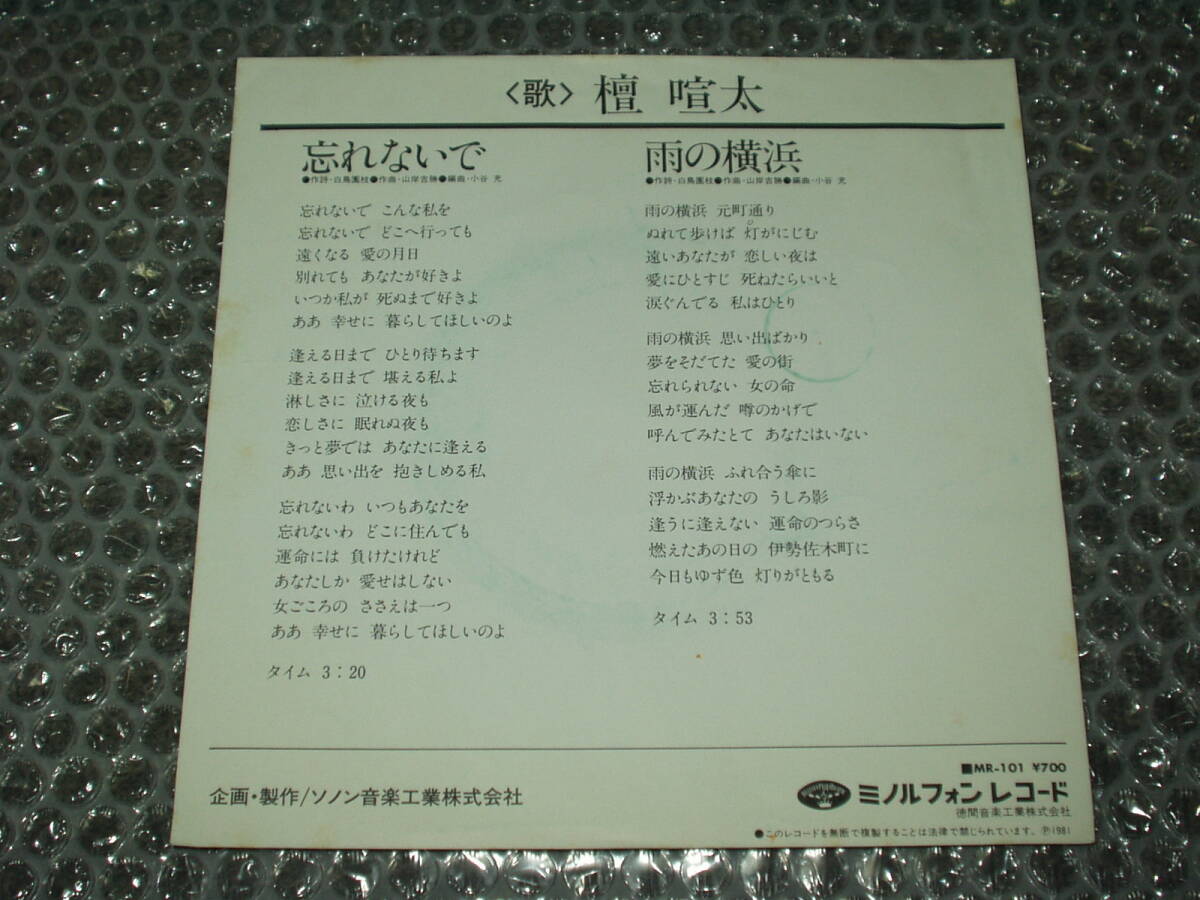 〈歌〉 檀 喧太
忘れないで
●作詩・白鳥園枝●作曲・山岸吉勝●編曲・小谷 充
忘れないで こんな私を
忘れないで どこへ行っても
遠くなる 愛の月日
別れても あなたが好きよ
いつか私が 死ぬまで好きよ
ああ 幸せに 暮らしてほしいのよ
逢える日まで ひとり待ちます
逢える日まで 堪える私よ
淋しさに 泣ける夜も
恋しさに 眠れぬ夜も
きっと夢では あなたに逢える
ああ 思い出を 抱きしめる私
忘れないわ いつもあなたを
忘れないわ どこに住んでも
運命には 負けたけれど
あなたしか 愛せはしない
女ごころの ささえは一つ
ああ 幸せに 暮らしてほしいのよ
タイム 3：20
雨の横浜
●作詩・白鳥園枝●作曲・山岸吉勝●編曲・小谷 充
雨の横浜 元町通り
ぬれて歩けば 灯がにじむ
遠いあなたが 恋しい夜は
愛にひとすじ 死ねたらいいと
涙ぐんでる 私はひとり
雨の横浜 思い出ばかり
夢をそだてた 愛の街
忘れられない 女の命
風が運んだ 噂のかげで
呼んでみたとて あなたはいない
雨の横浜 ふれ合う傘に
浮かぶあなたの うしろ影
逢うに逢えない 運命のつらさ
燃えたあの日の 伊勢佐木町に
今日もゆず色 灯りがともる
タイム 3：53
■MR-101 ¥700
企画・製作/ソノン音楽工業株式会社
ミノルフォン レコード
徳間音楽工業株式会社
●このレコードを無断で複製することは法律で禁じられています。Ⓟ1981